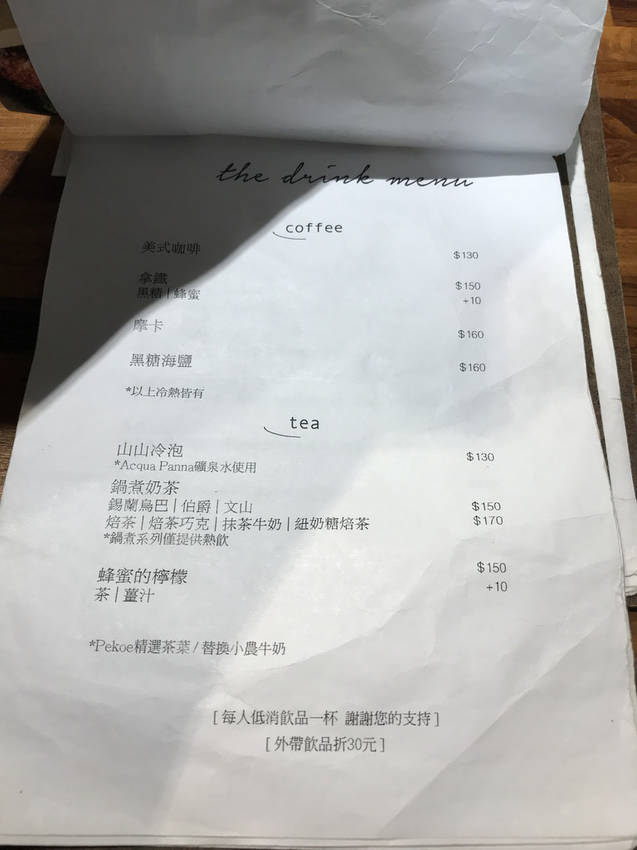 the drink menu
coffee
美式咖啡 $130
拿鐵 $150
黑糖 | 蜂蜜 +10
摩卡 $160
黑糖海鹽 $160
*以上冷熱皆有
tea
山山冷泡 $130
*Acqua Panna礦泉水使用
鍋煮奶茶
錫蘭烏巴 | 伯爵 | 文山 $150
焙茶 | 焙茶巧克 | 抹茶牛奶 | 紐奶糖焙茶 $170
*鍋煮系列僅提供熱飲
蜂蜜的檸檬 $150
茶 | 薑汁 +10
*Pekoe精選茶葉 / 替換小農牛奶
[ 每人低消飲品一杯 謝謝您的支持 ]
[ 外帶飲品折30元 ]